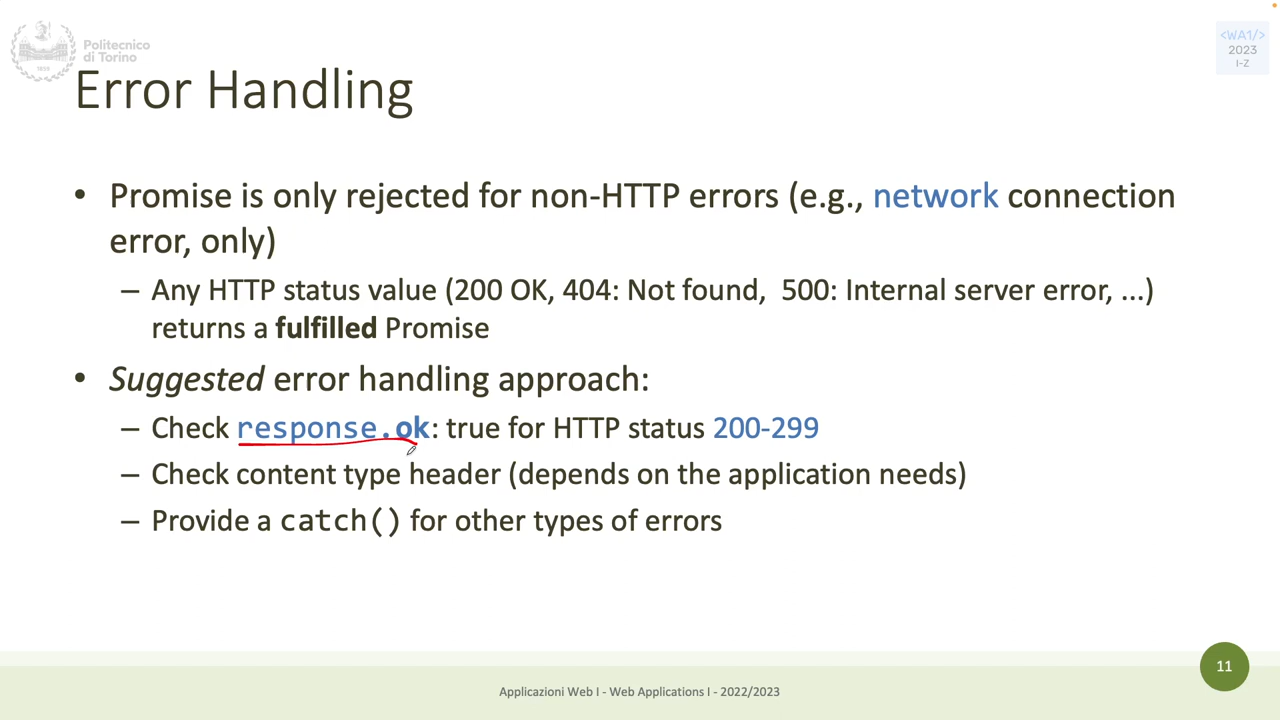 Politecnico
di Torino
1859
<WA1/>
2023
I-Z
Error Handling
• Promise is only rejected for non-HTTP errors (e.g., network connection
error, only)
– Any HTTP status value (200 OK, 404: Not found, 500: Internal server error, ...)
returns a fulfilled Promise
• Suggested error handling approach:
– Check response.ok: true for HTTP status 200-299
– Check content type header (depends on the application needs)
– Provide a catch() for other types of errors
11
Applicazioni Web I - Web Applications I - 2022/2023